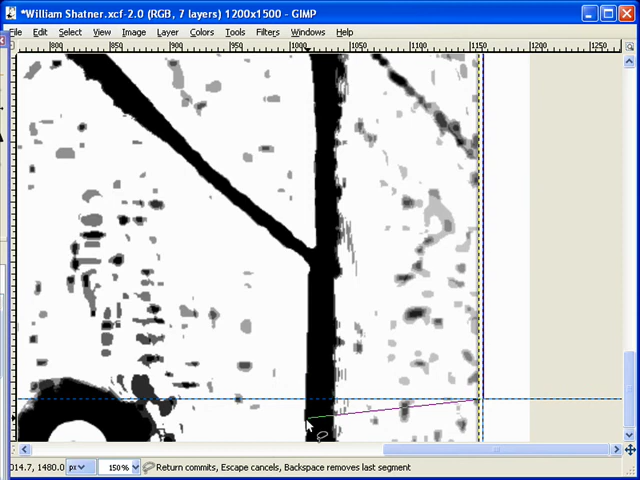 *William Shatner.xcf-2.0 (RGB, 7 layers) 1200x1500 – GIMP
File Edit Select View Image Layer Colors Tools Filters Windows Help
800 850 900 950 1000 1050 1100 1150 1200 1250
014.7, 1480.0 px 150% Return commits, Escape cancels, Backspace removes last segment